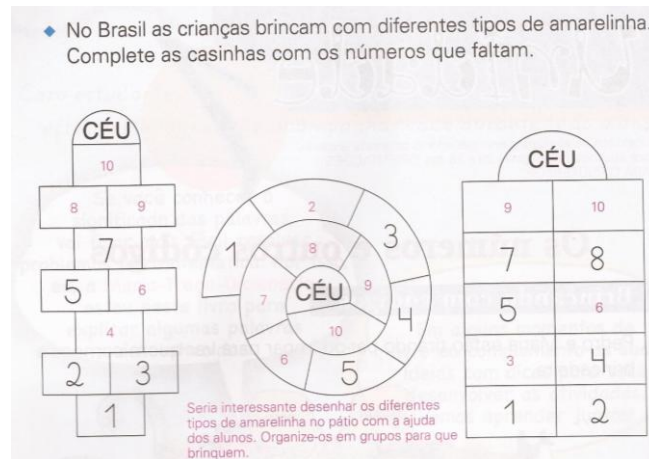 No Brasil as crianças brincam com diferentes tipos de amarelinha.
Complete as casinhas com os números que faltam.
CÉU
10
8 9
7
5 6
4
2 3
1
2
1 3
8
7 9
CÉU
10 4
6 5
CÉU
9 10
7 8
5 6
3 4
1 2
Seria interessante desenhar os diferentes
tipos de amarelinha no pátio com a ajuda
dos alunos. Organize-os em grupos para que
brinquem.